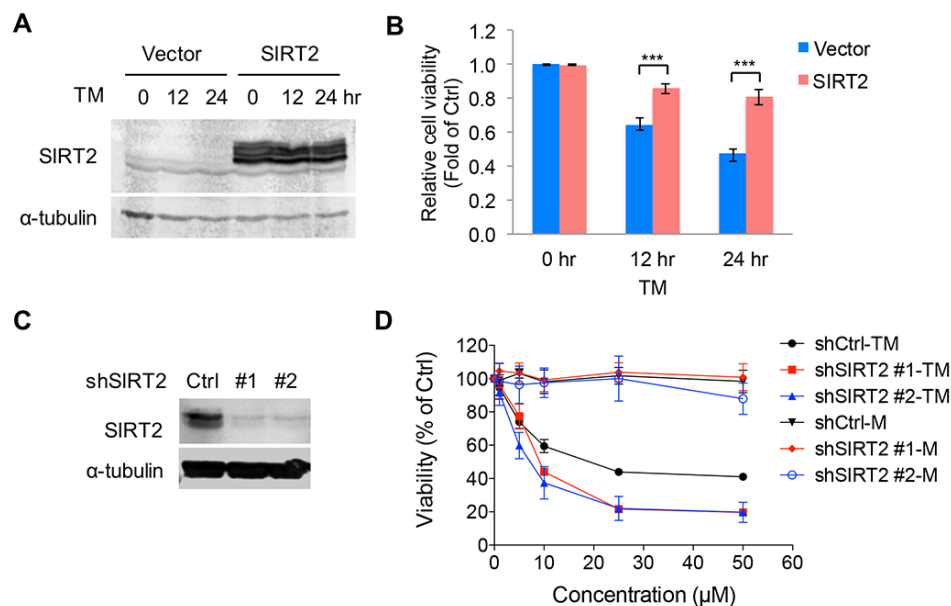 A
Vector SIRT2
TM 0 12 24 0 12 24 hr
SIRT2
α-tubulin
B
Relative cell viability
(Fold of Ctrl)
1.0
0.8
0.6
0.4
0.2
0.0
*** ***
0 hr 12 hr 24 hr
TM
Vector
SIRT2
C
shSIRT2 Ctrl #1 #2
SIRT2
α-tubulin
D
Viability (% of Ctrl)
120
100
80
60
40
20
0
0 10 20 30 40 50 60
Concentration (µM)
shCtrl-TM
shSIRT2 #1-TM
shSIRT2 #2-TM
shCtrl-M
shSIRT2 #1-M
shSIRT2 #2-M